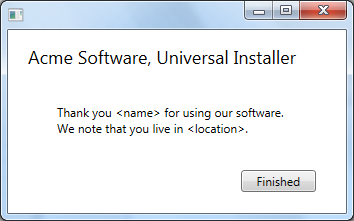 Acme Software, Universal Installer
Thank you <name> for using our software.
We note that you live in <location>.
Finished